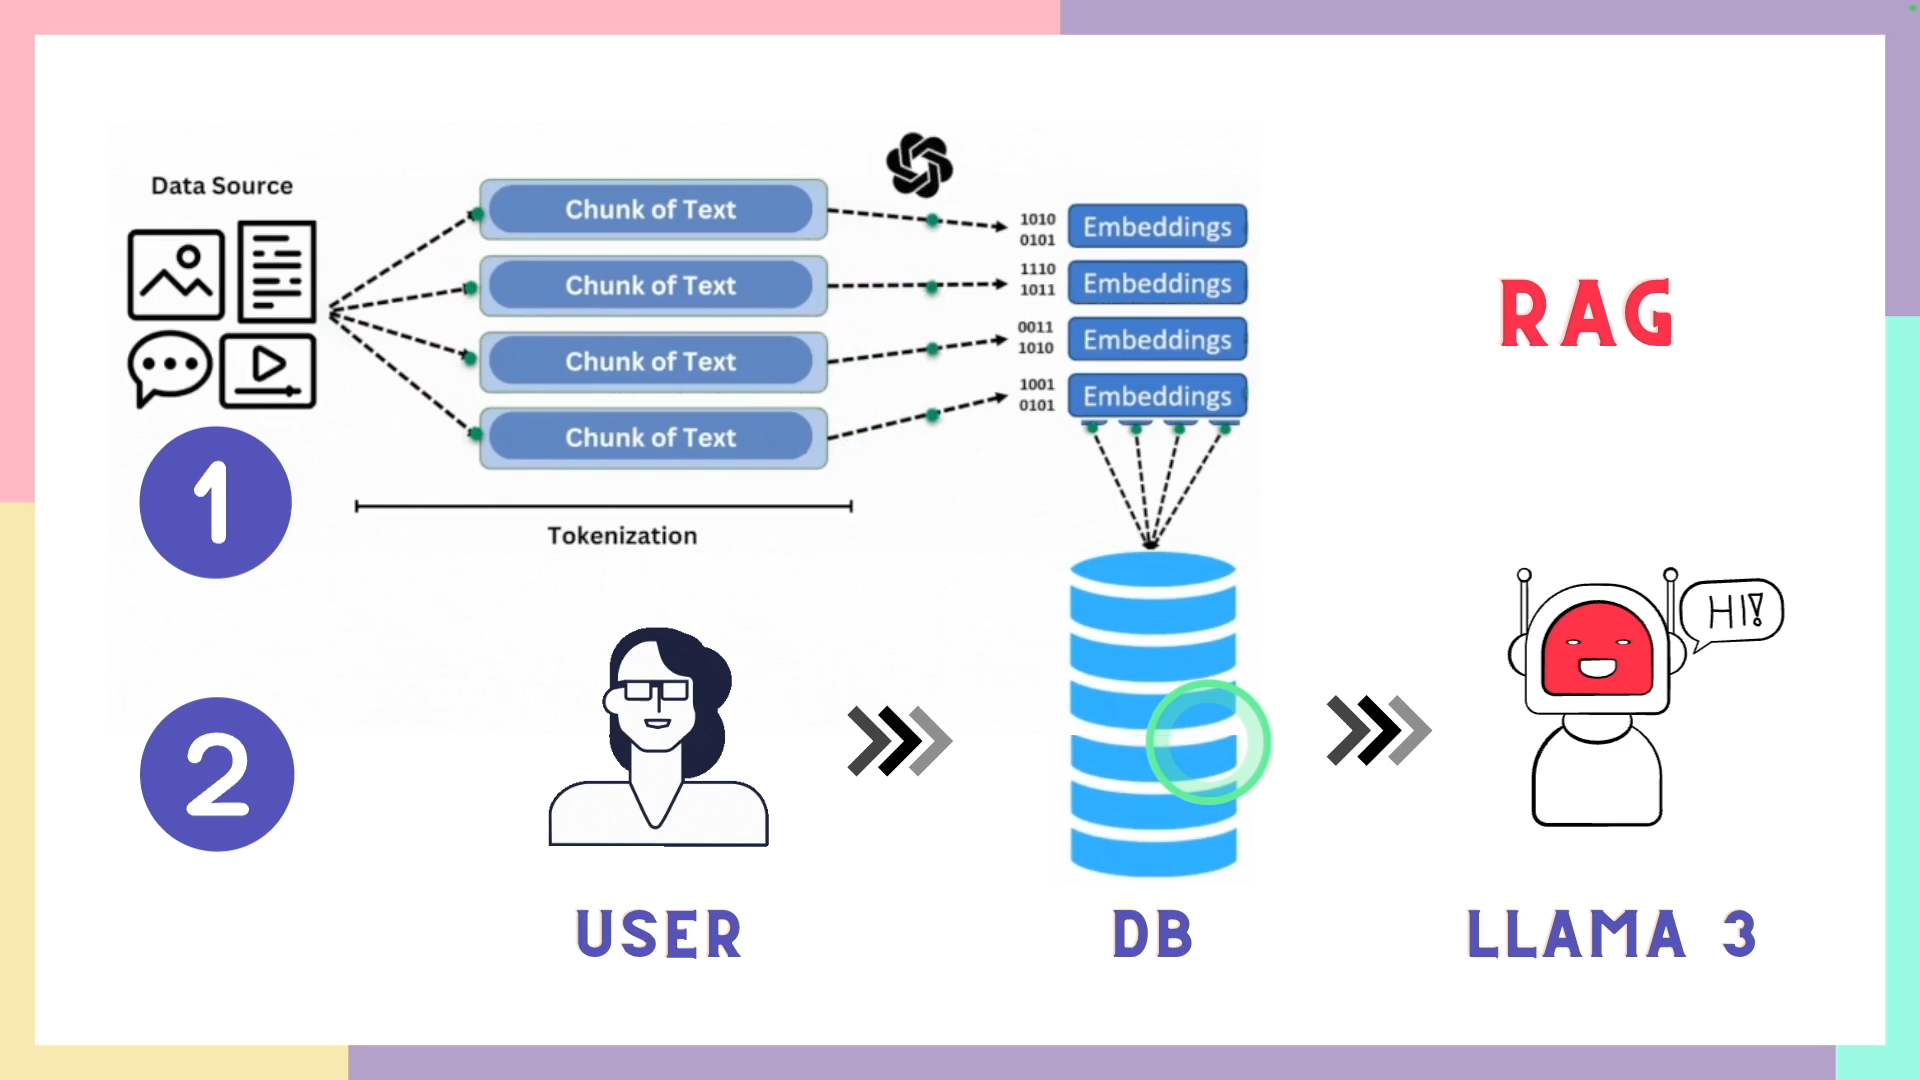 Data Source
Chunk of Text
Chunk of Text
Chunk of Text
Chunk of Text
Tokenization
1010
0101
1110
1011
0011
1010
1001
0101
Embeddings
Embeddings
Embeddings
Embeddings
RAG
1
2
HI!
USER
DB
LLAMA 3